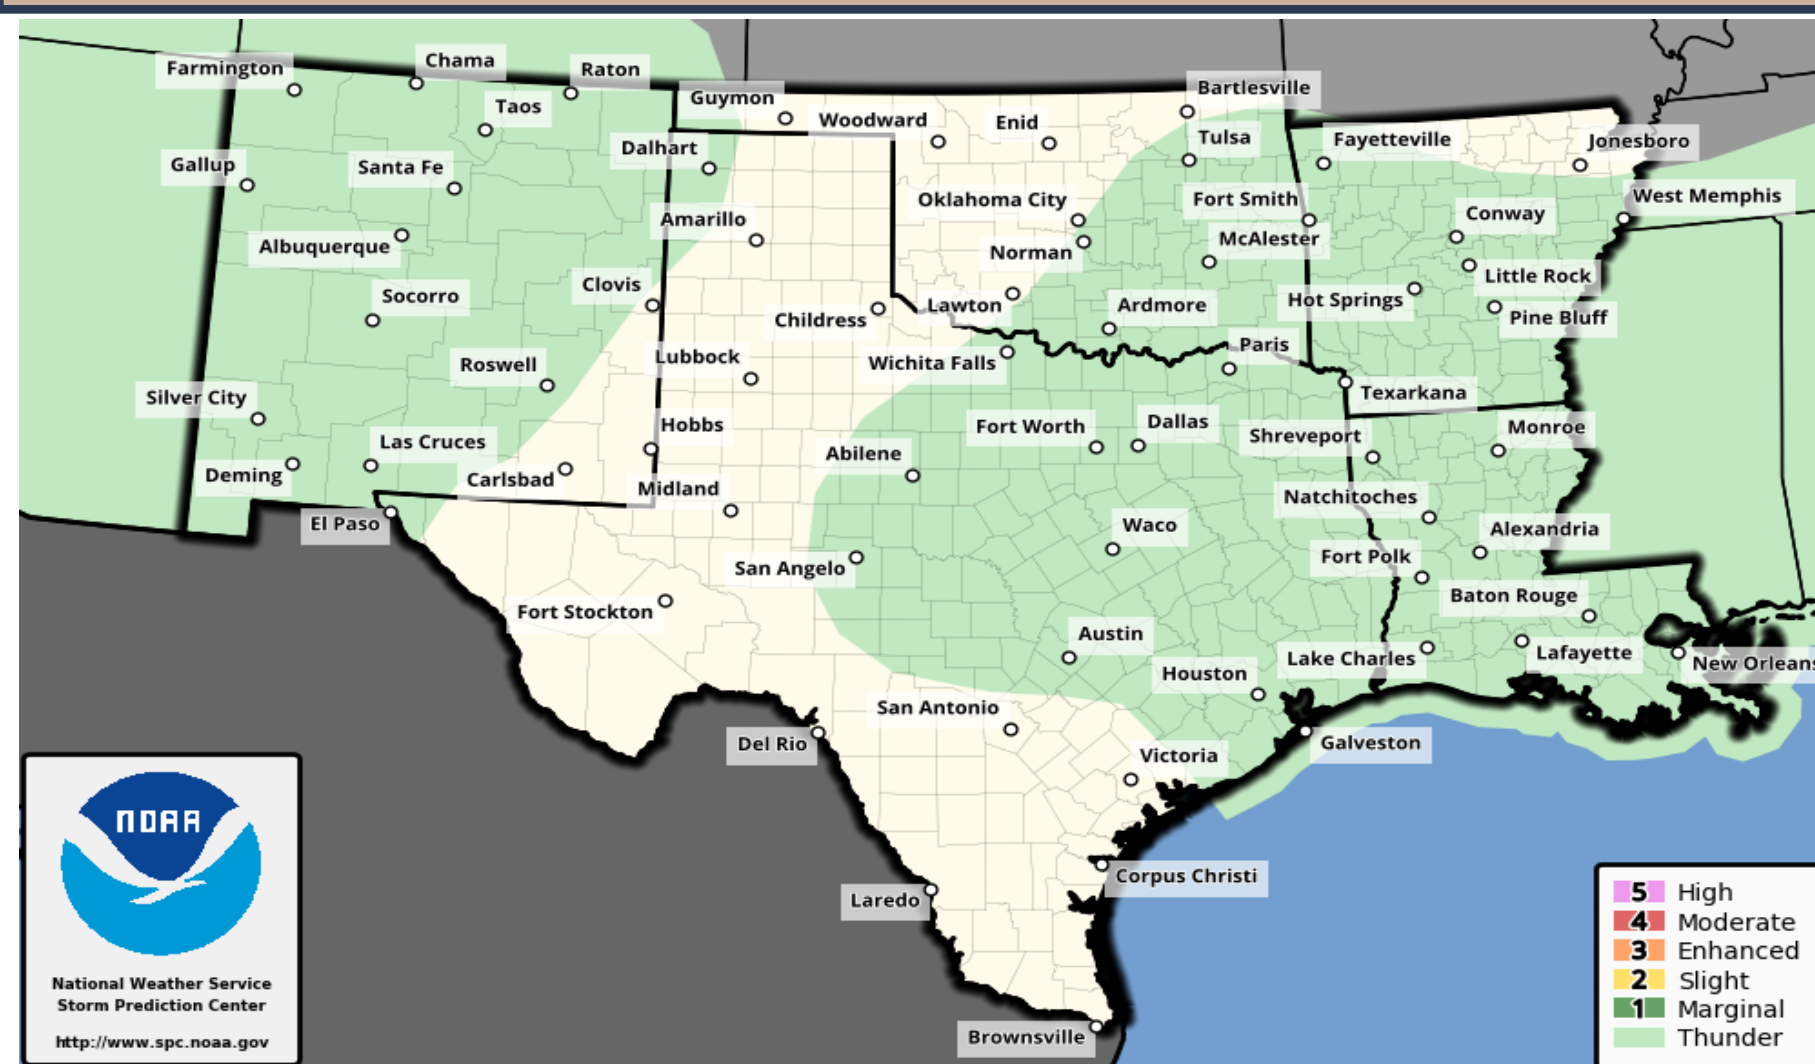 Farmington
Chama
Raton
Taos
Guymon
Woodward
Enid
Bartlesville
Tulsa
Fayetteville
Jonesboro
Gallup
Santa Fe
Dalhart
Oklahoma City
Fort Smith
Conway
West Memphis
Albuquerque
Amarillo
Norman
McAlester
Little Rock
Socorro
Clovis
Childress
Lawton
Ardmore
Hot Springs
Pine Bluff
Roswell
Lubbock
Wichita Falls
Paris
Texarkana
Silver City
Las Cruces
Hobbs
Abilene
Fort Worth
Dallas
Shreveport
Monroe
Deming
Carlsbad
Midland
Natchitoches
El Paso
San Angelo
Waco
Fort Polk
Alexandria
Fort Stockton
Austin
Baton Rouge
Houston
Lake Charles
Lafayette
New Orleans
San Antonio
Del Rio
Victoria
Galveston
Laredo
Corpus Christi
Brownsville
NOAA
National Weather Service
Storm Prediction Center
http://www.spc.noaa.gov
5 High
4 Moderate
3 Enhanced
2 Slight
1 Marginal
Thunder